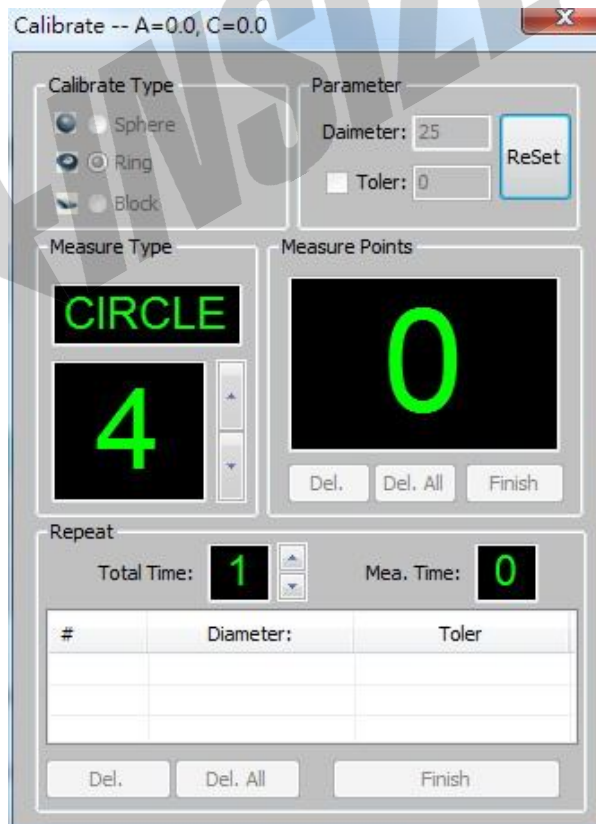 Calibrate -- A=0.0, C=0.0
X
Calibrate Type
Sphere
Ring
Block
Parameter
Daimeter: 25
Toler: 0
ReSet
Measure Type
CIRCLE
4
Measure Points
0
Del. Del. All Finish
Repeat
Total Time: 1 Mea. Time: 0
# Diameter: Toler
Del. Del. All Finish
INSIZE